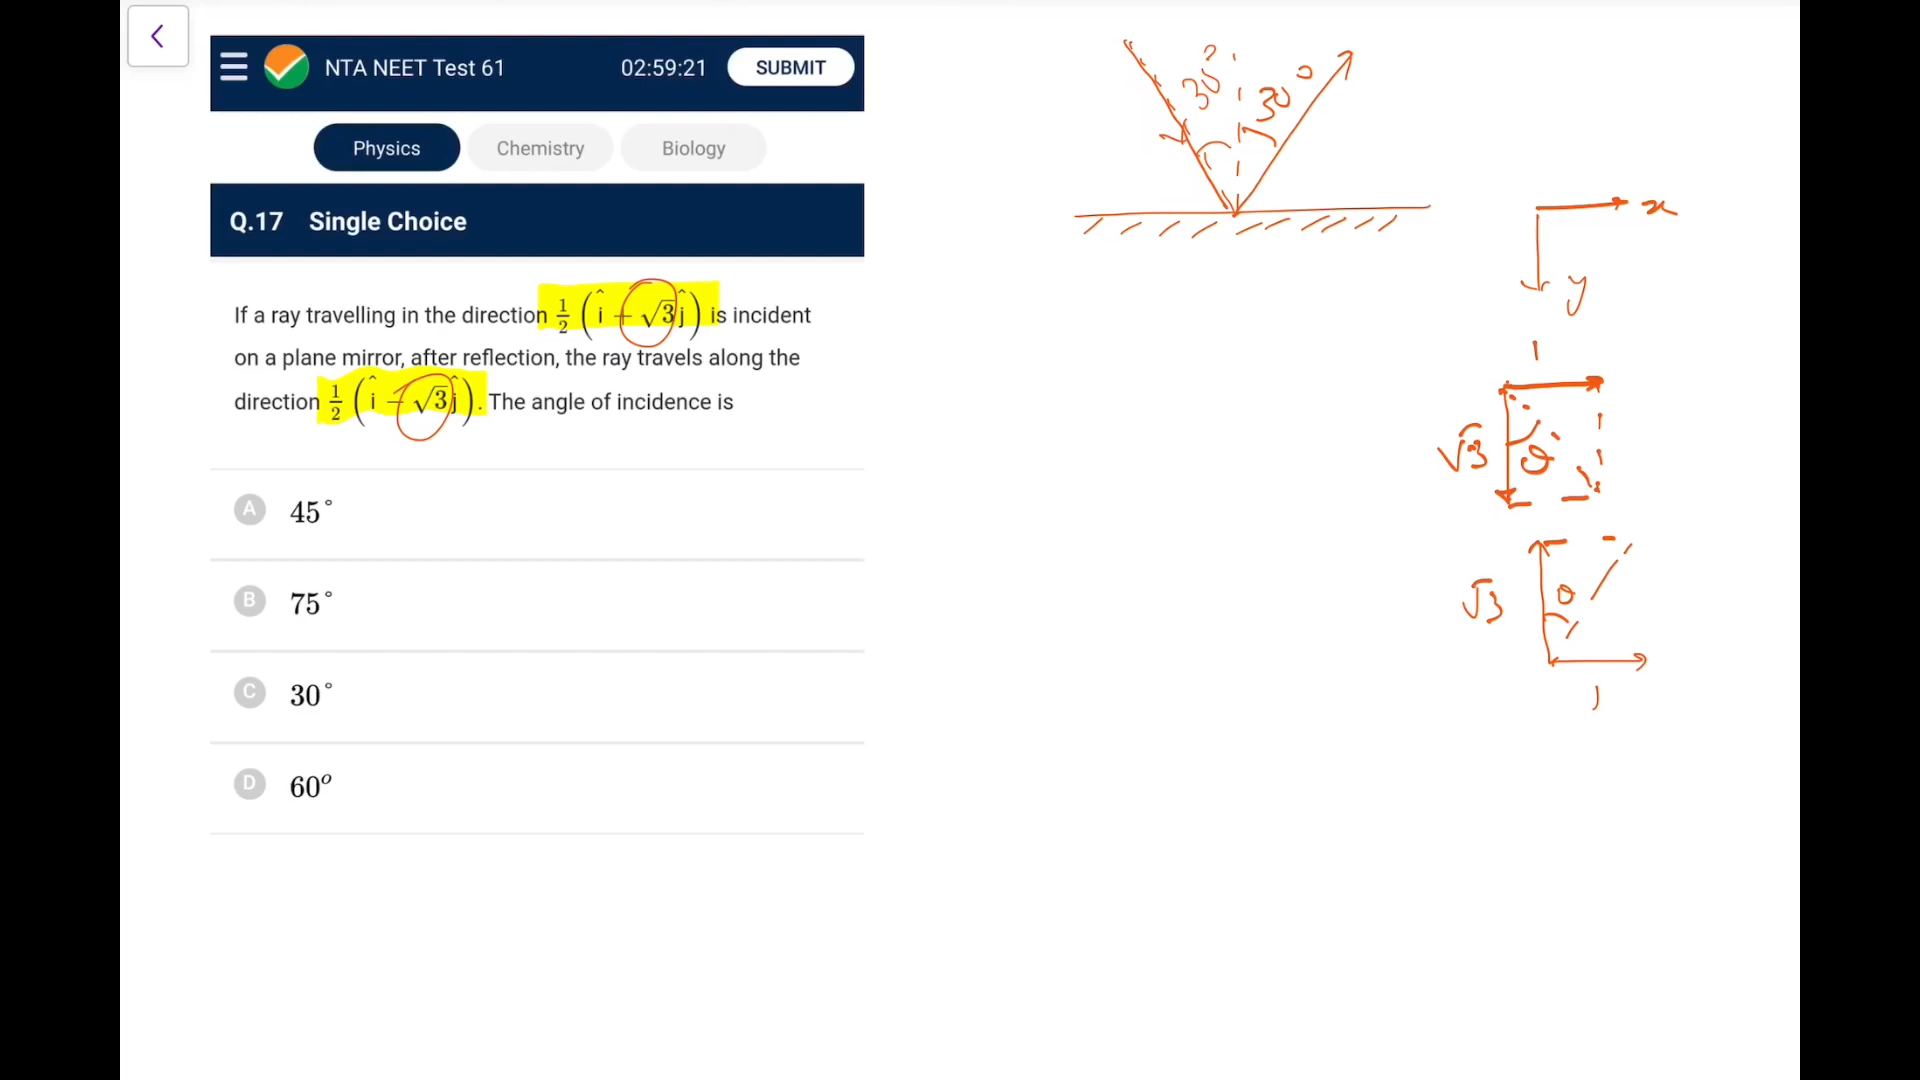 NTA NEET Test 61 02:59:21 SUBMIT
Physics Chemistry Biology
Q.17 Single Choice
If a ray travelling in the direction 1/2 (î + √3ĵ) is incident
on a plane mirror, after reflection, the ray travels along the
direction 1/2 (î − √3ĵ). The angle of incidence is
A 45°
B 75°
C 30°
D 60°
30° 30°
x
y
1
√3 θ
√3 θ
1